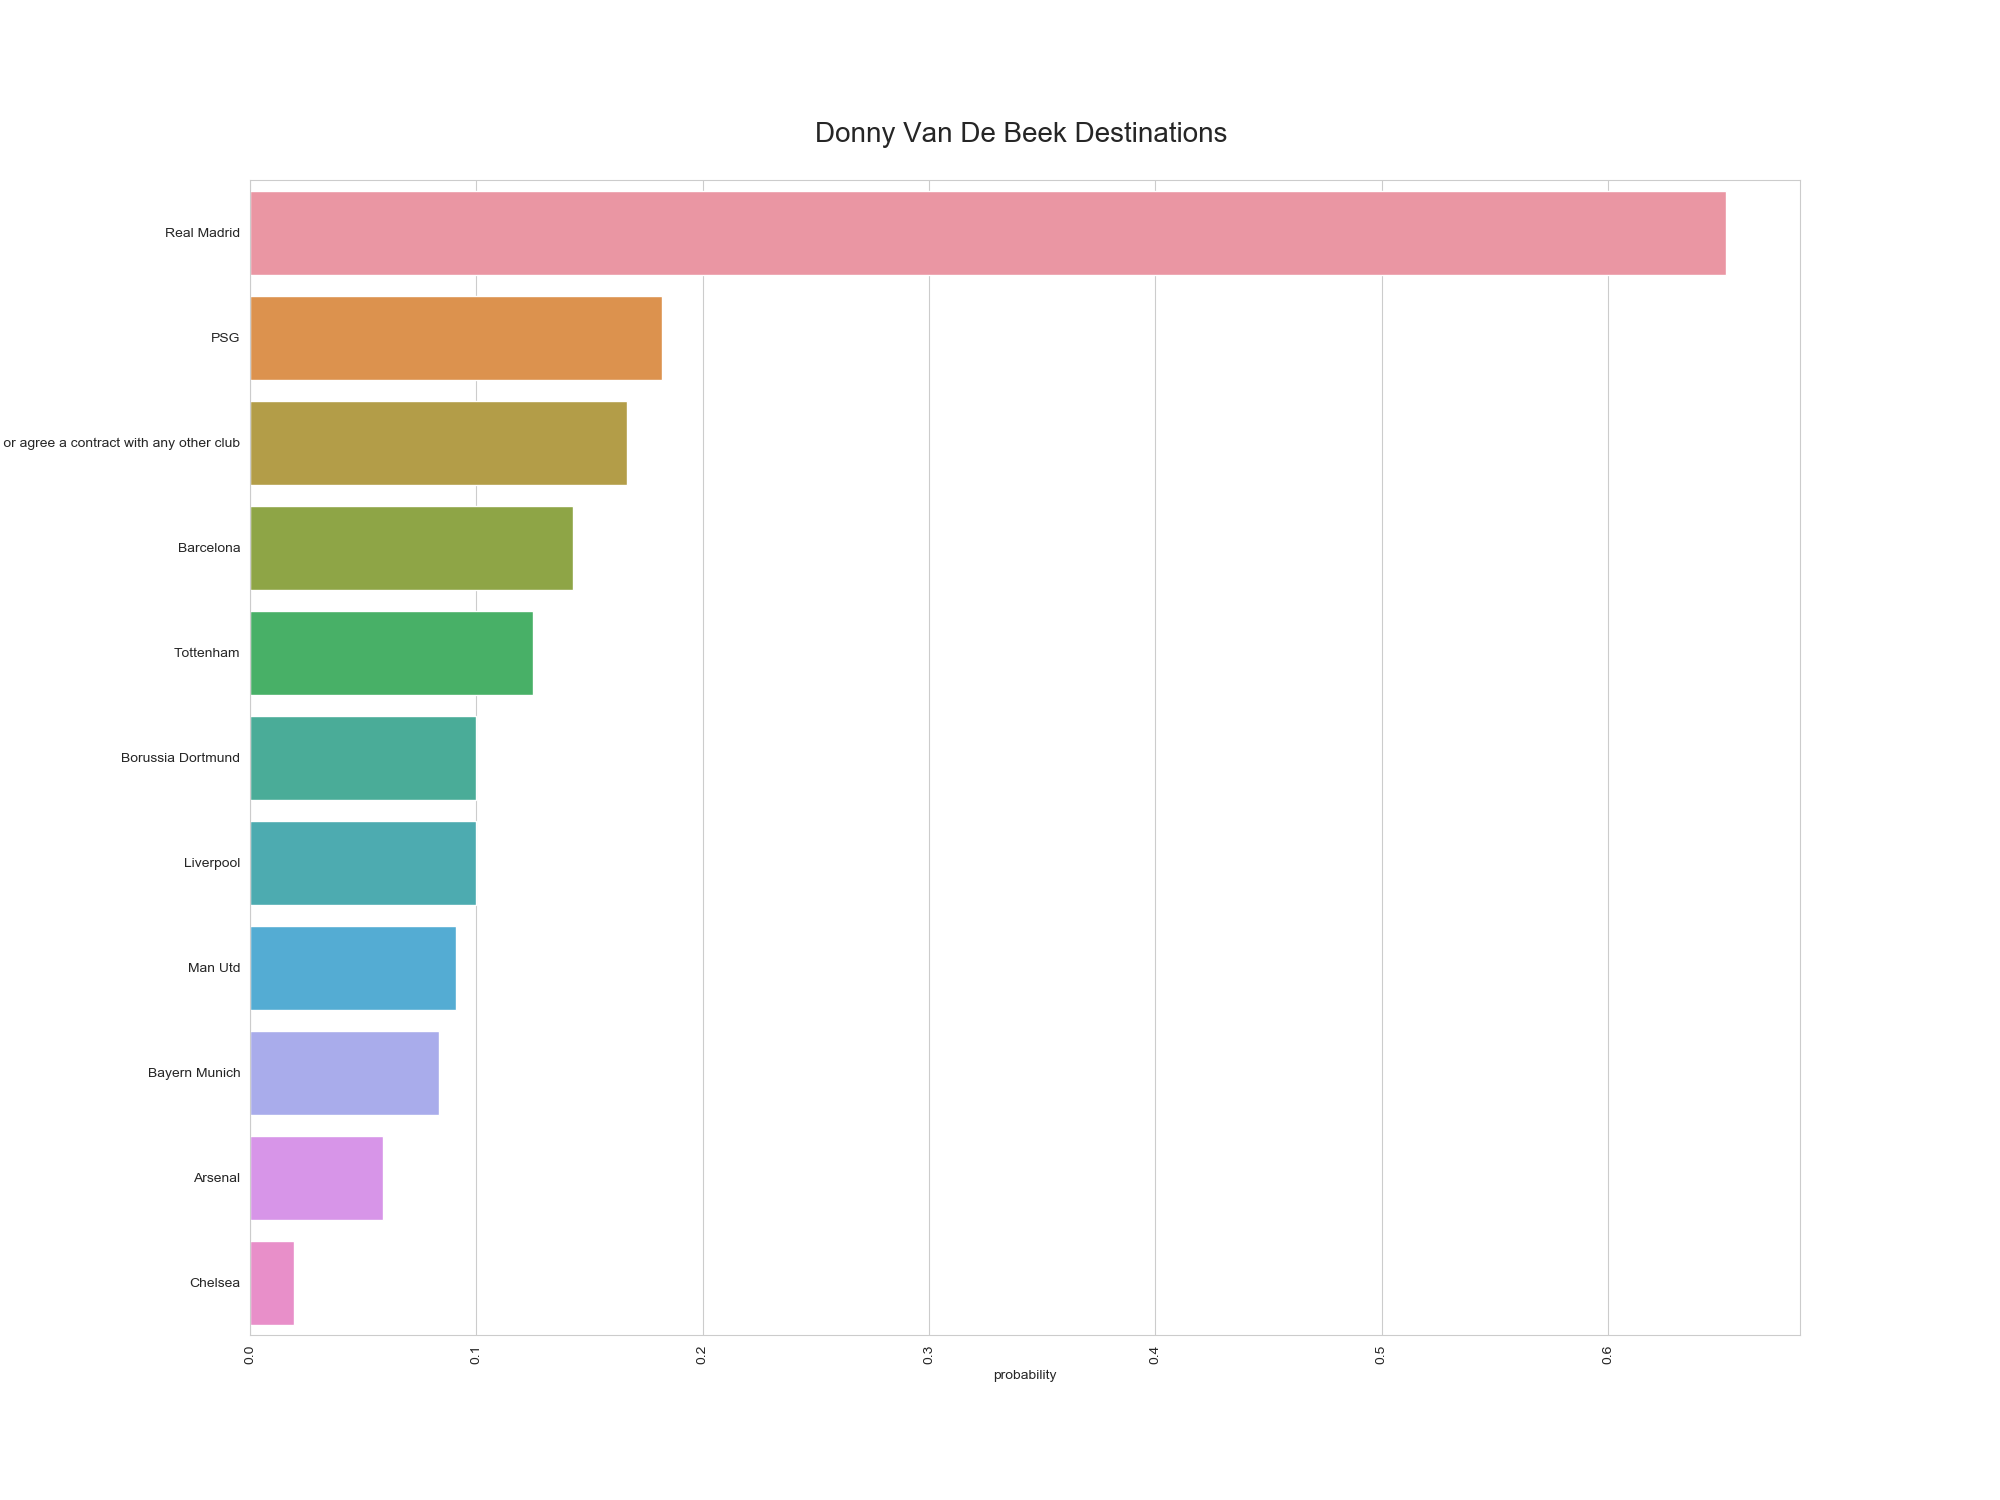 Donny Van De Beek Destinations
Real Madrid
PSG
or agree a contract with any other club
Barcelona
Tottenham
Borussia Dortmund
Liverpool
Man Utd
Bayern Munich
Arsenal
Chelsea
0.0 0.1 0.2 0.3 0.4 0.5 0.6
probability